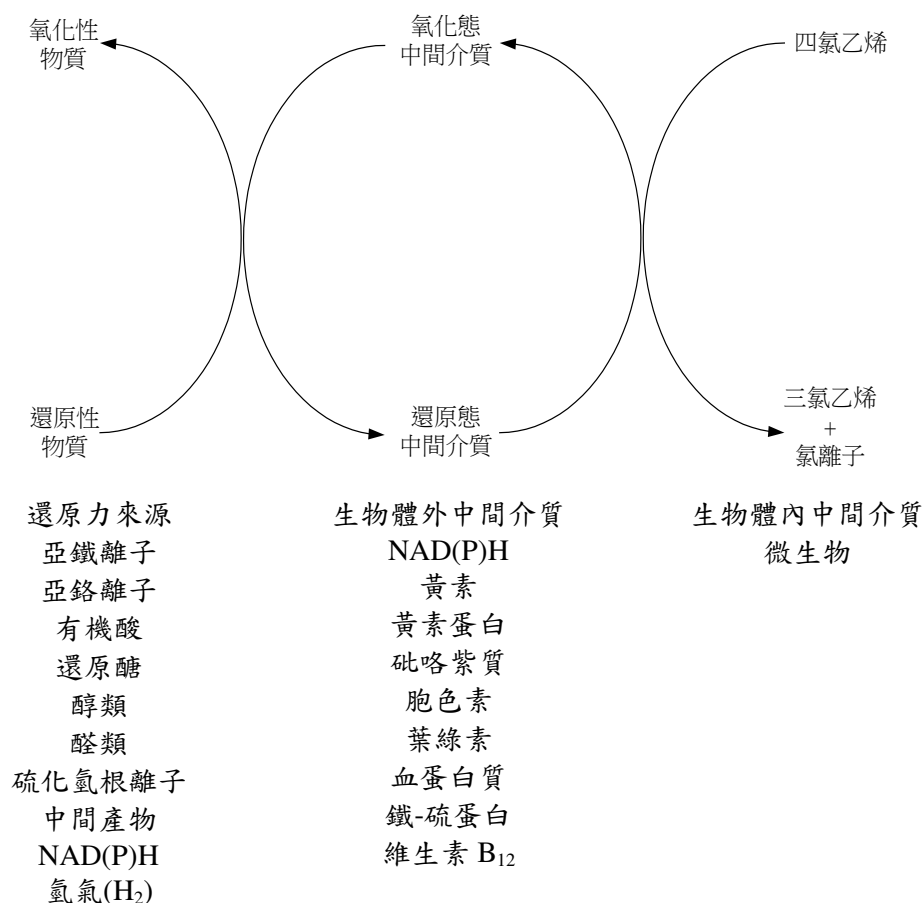 氧化性
物質
氧化態
中間介質
四氯乙烯
還原性
物質
還原態
中間介質
三氯乙烯
+
氯離子
還原力來源
亞鐵離子
亞鉻離子
有機酸
還原醣
醇類
醛類
硫化氫根離子
中間產物
NAD(P)H
氫氣(H₂)
生物體外中間介質
NAD(P)H
黃素
黃素蛋白
砒咯紫質
胞色素
葉綠素
血蛋白質
鐵-硫蛋白
維生素 B₁₂
生物體內中間介質
微生物